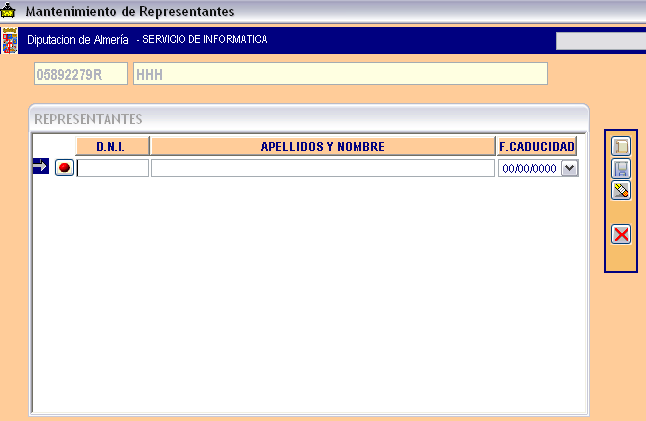 Mantenimiento de Representantes
Diputacion de Almería - SERVICIO DE INFORMATICA
05892279R HHH
REPRESENTANTES
D.N.I. APELLIDOS Y NOMBRE F.CADUCIDAD
00/00/0000